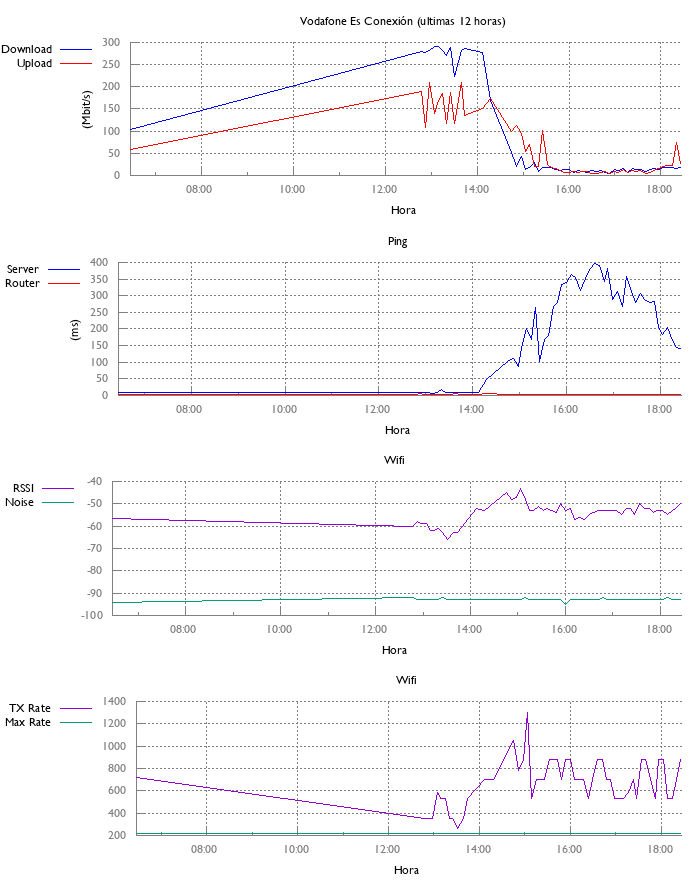 Vodafone Es Conexión (ultimas 12 horas)
Download
Upload
300
250
200
150
100
50
0
(Mbit/s)
08:00 10:00 12:00 14:00 16:00 18:00
Hora
Ping
Server
Router
400
350
300
250
200
150
100
50
0
(ms)
08:00 10:00 12:00 14:00 16:00 18:00
Hora
Wifi
RSSI
Noise
-40
-50
-60
-70
-80
-90
-100
08:00 10:00 12:00 14:00 16:00 18:00
Hora
Wifi
TX Rate
Max Rate
1400
1200
1000
800
600
400
200
08:00 10:00 12:00 14:00 16:00 18:00
Hora